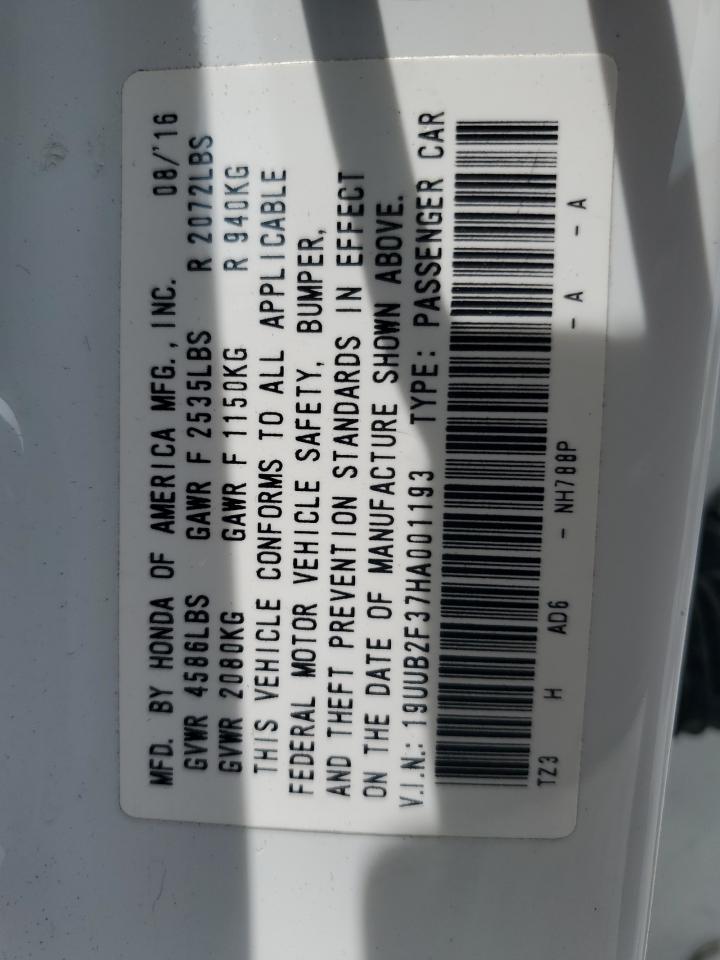 MFD. BY HONDA OF AMERICA MFG., INC. 08/'16
GVWR 4586LBS GAWR F 2535LBS R 2072LBS
GVWR 2080KG GAWR F 1150KG R 940KG
THIS VEHICLE CONFORMS TO ALL APPLICABLE
FEDERAL MOTOR VEHICLE SAFETY, BUMPER,
AND THEFT PREVENTION STANDARDS IN EFFECT
ON THE DATE OF MANUFACTURE SHOWN ABOVE.
V.I.N.: 19UUB2F37HA001193 TYPE: PASSENGER CAR
TZ3 H AD6 - NH788P - A - A